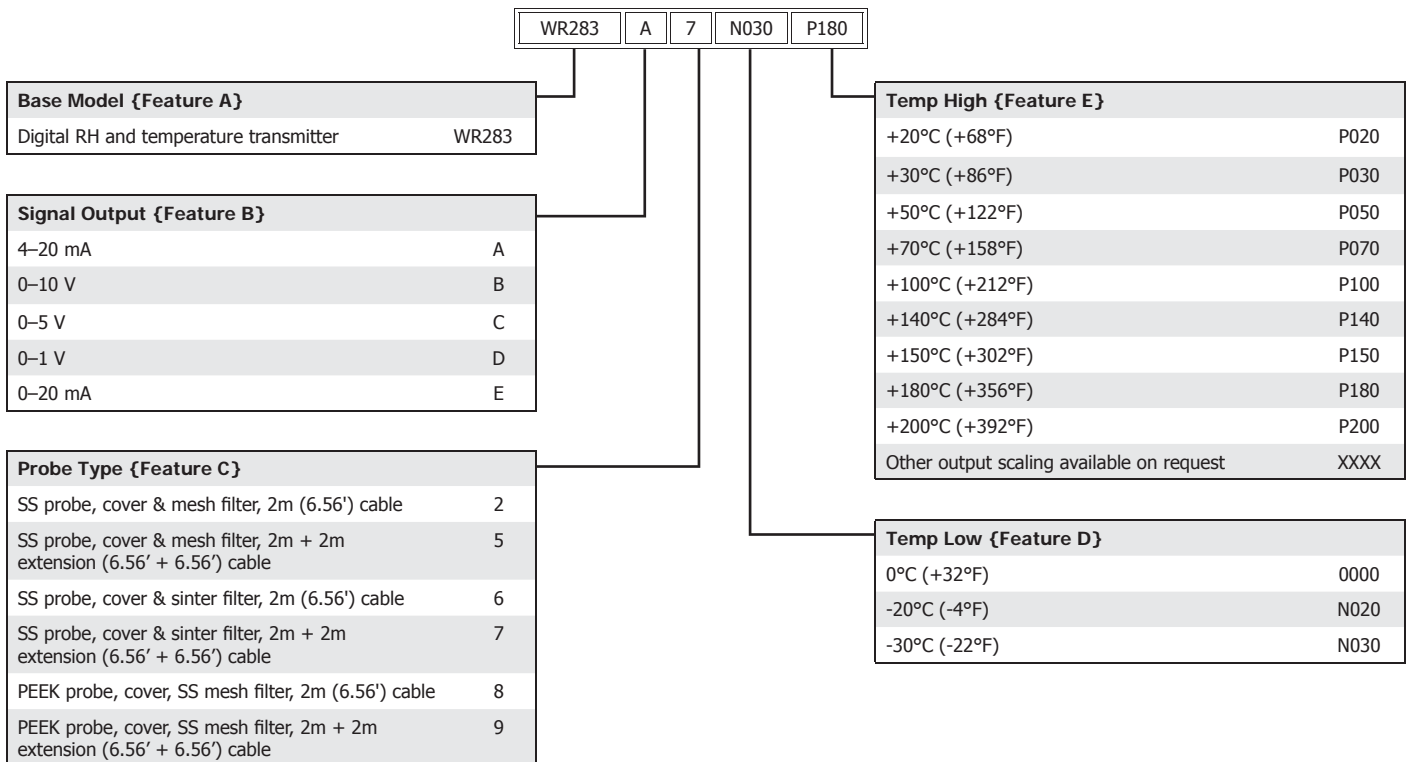 WR283 A 7 N030 P180
Base Model {Feature A}
Digital RH and temperature transmitter WR283
Signal Output {Feature B}
4–20 mA A
0–10 V B
0–5 V C
0–1 V D
0–20 mA E
Probe Type {Feature C}
SS probe, cover & mesh filter, 2m (6.56') cable 2
SS probe, cover & mesh filter, 2m + 2m 5
extension (6.56′ + 6.56′) cable
SS probe, cover & sinter filter, 2m (6.56') cable 6
SS probe, cover & sinter filter, 2m + 2m 7
extension (6.56′ + 6.56′) cable
PEEK probe, cover, SS mesh filter, 2m (6.56') cable 8
PEEK probe, cover, SS mesh filter, 2m + 2m 9
extension (6.56′ + 6.56′) cable
Temp High {Feature E}
+20°C (+68°F) P020
+30°C (+86°F) P030
+50°C (+122°F) P050
+70°C (+158°F) P070
+100°C (+212°F) P100
+140°C (+284°F) P140
+150°C (+302°F) P150
+180°C (+356°F) P180
+200°C (+392°F) P200
Other output scaling available on request XXXX
Temp Low {Feature D}
0°C (+32°F) 0000
-20°C (-4°F) N020
-30°C (-22°F) N030